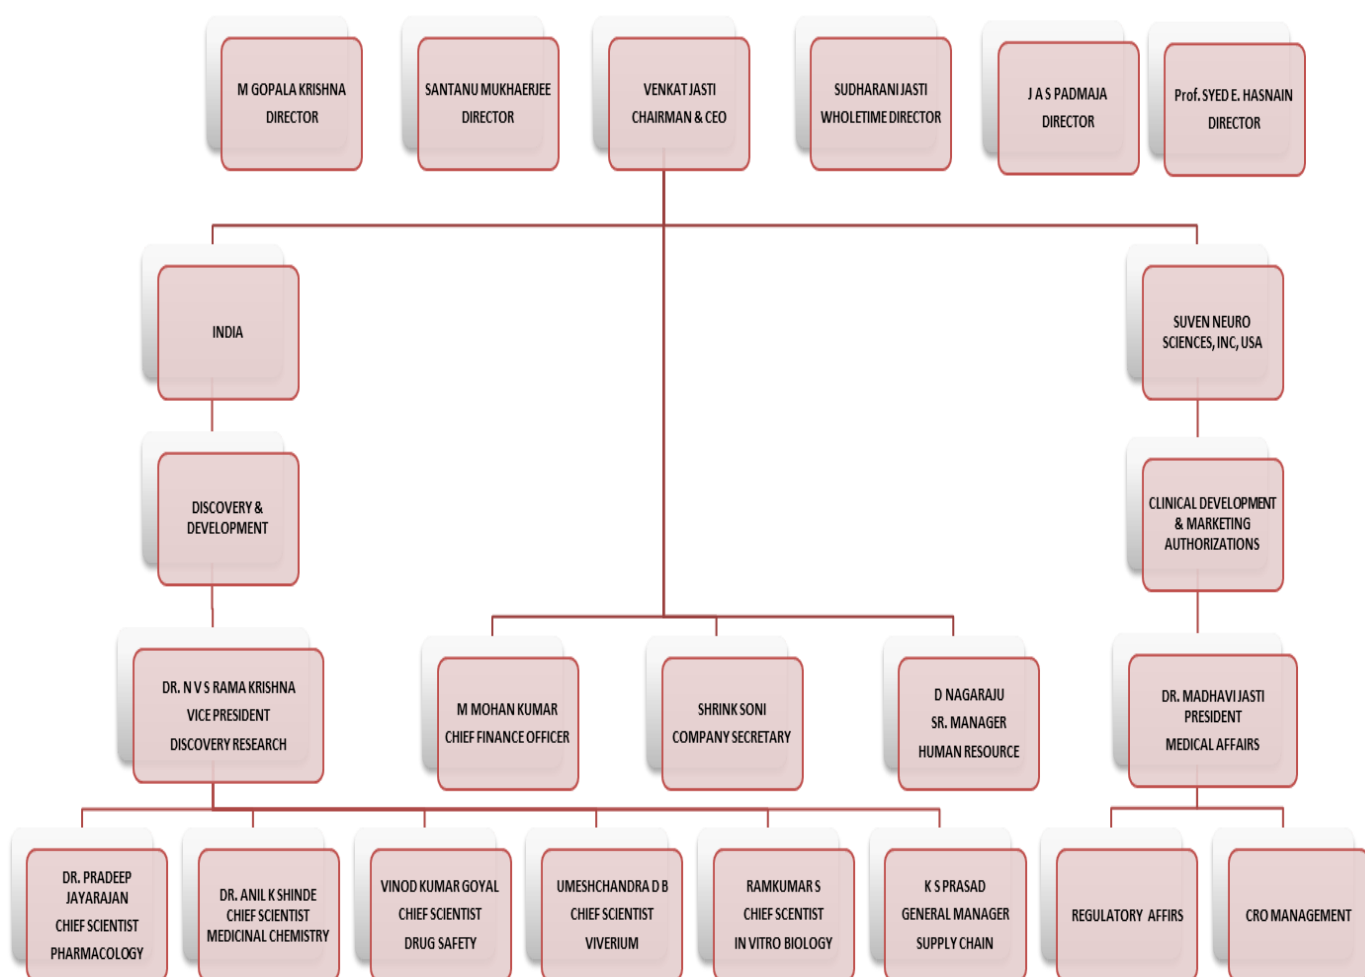 M GOPALA KRISHNA
DIRECTOR
SANTANU MUKHAERJEE
DIRECTOR
VENKAT JASTI
CHAIRMAN & CEO
SUDHARANI JASTI
WHOLETIME DIRECTOR
J A S PADMAJA
DIRECTOR
Prof. SYED E. HASNAIN
DIRECTOR
INDIA
SUVEN NEURO
SCIENCES, INC, USA
DISCOVERY &
DEVELOPMENT
CLINICAL DEVELOPMENT
& MARKETING
AUTHORIZATIONS
DR. N V S RAMA KRISHNA
VICE PRESIDENT
DISCOVERY RESEARCH
M MOHAN KUMAR
CHIEF FINANCE OFFICER
SHRINK SONI
COMPANY SECRETARY
D NAGARAJU
SR. MANAGER
HUMAN RESOURCE
DR. MADHAVI JASTI
PRESIDENT
MEDICAL AFFAIRS
DR. PRADEEP
JAYARAJAN
CHIEF SCIENTIST
PHARMACOLOGY
DR. ANIL K SHINDE
CHIEF SCIENTIST
MEDICINAL CHEMISTRY
VINOD KUMAR GOYAL
CHIEF SCIENTIST
DRUG SAFETY
UMESHCHANDRA D B
CHIEF SCIENTIST
VIVERIUM
RAMKUMAR S
CHIEF SCENTIST
IN VITRO BIOLOGY
K S PRASAD
GENERAL MANAGER
SUPPLY CHAIN
REGULATORY AFFIRS
CRO MANAGEMENT